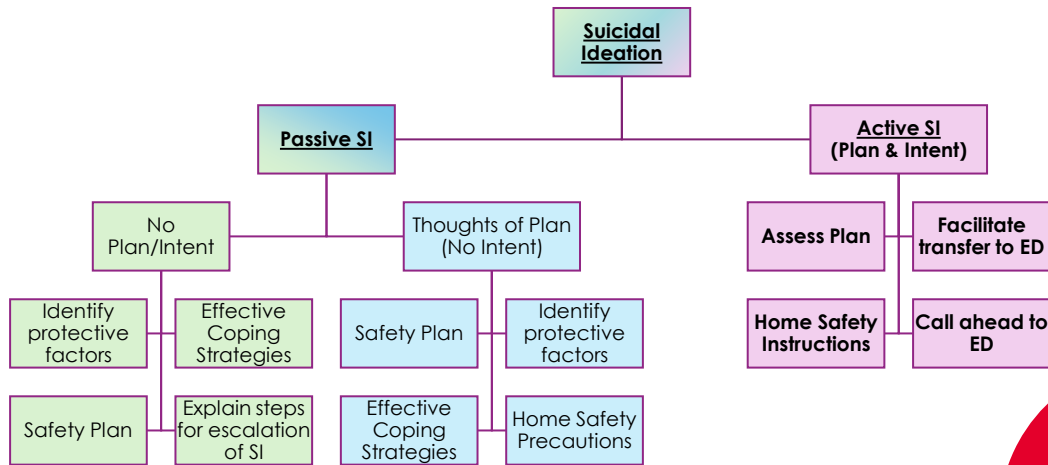 Suicidal
Ideation
Passive SI
Active SI
(Plan & Intent)
No
Plan/Intent
Thoughts of Plan
(No Intent)
Assess Plan
Facilitate
transfer to ED
Identify
protective
factors
Effective
Coping
Strategies
Safety Plan
Identify
protective
factors
Home Safety
Instructions
Call ahead to
ED
Safety Plan
Explain steps
for escalation
of SI
Effective
Coping
Strategies
Home Safety
Precautions